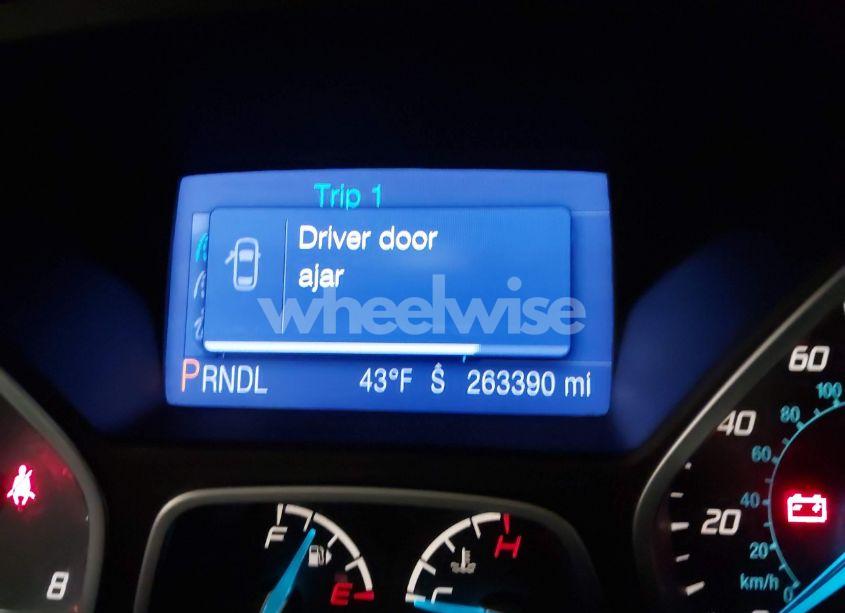 Trip 1
Driver door
ajar
wheelwise
PRNDL 43°F Ŝ 263390 mi
60
100
80
40
60
40
20
20
km/h 0
F
E
H
C
8